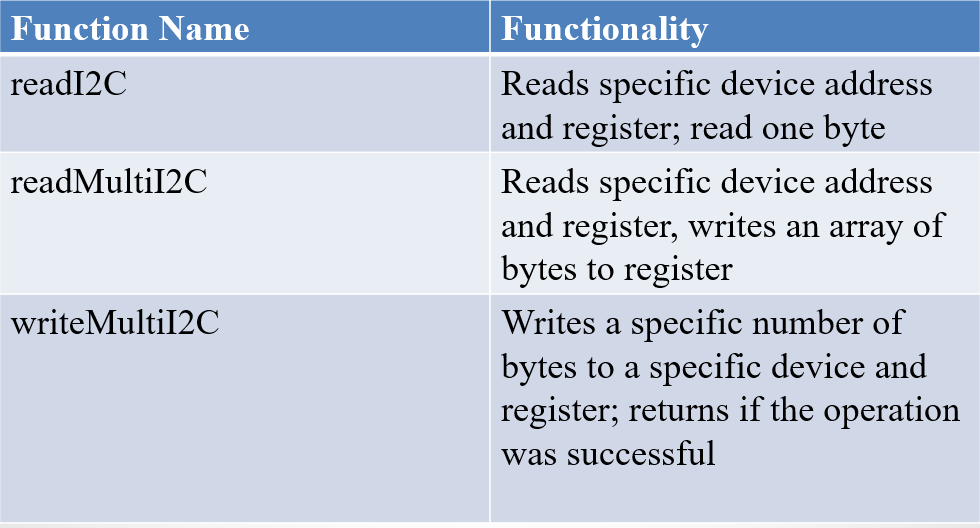 Function Name
Functionality
readI2C
Reads specific device address
and register; read one byte
readMultiI2C
Reads specific device address
and register, writes an array of
bytes to register
writeMultiI2C
Writes a specific number of
bytes to a specific device and
register; returns if the operation
was successful